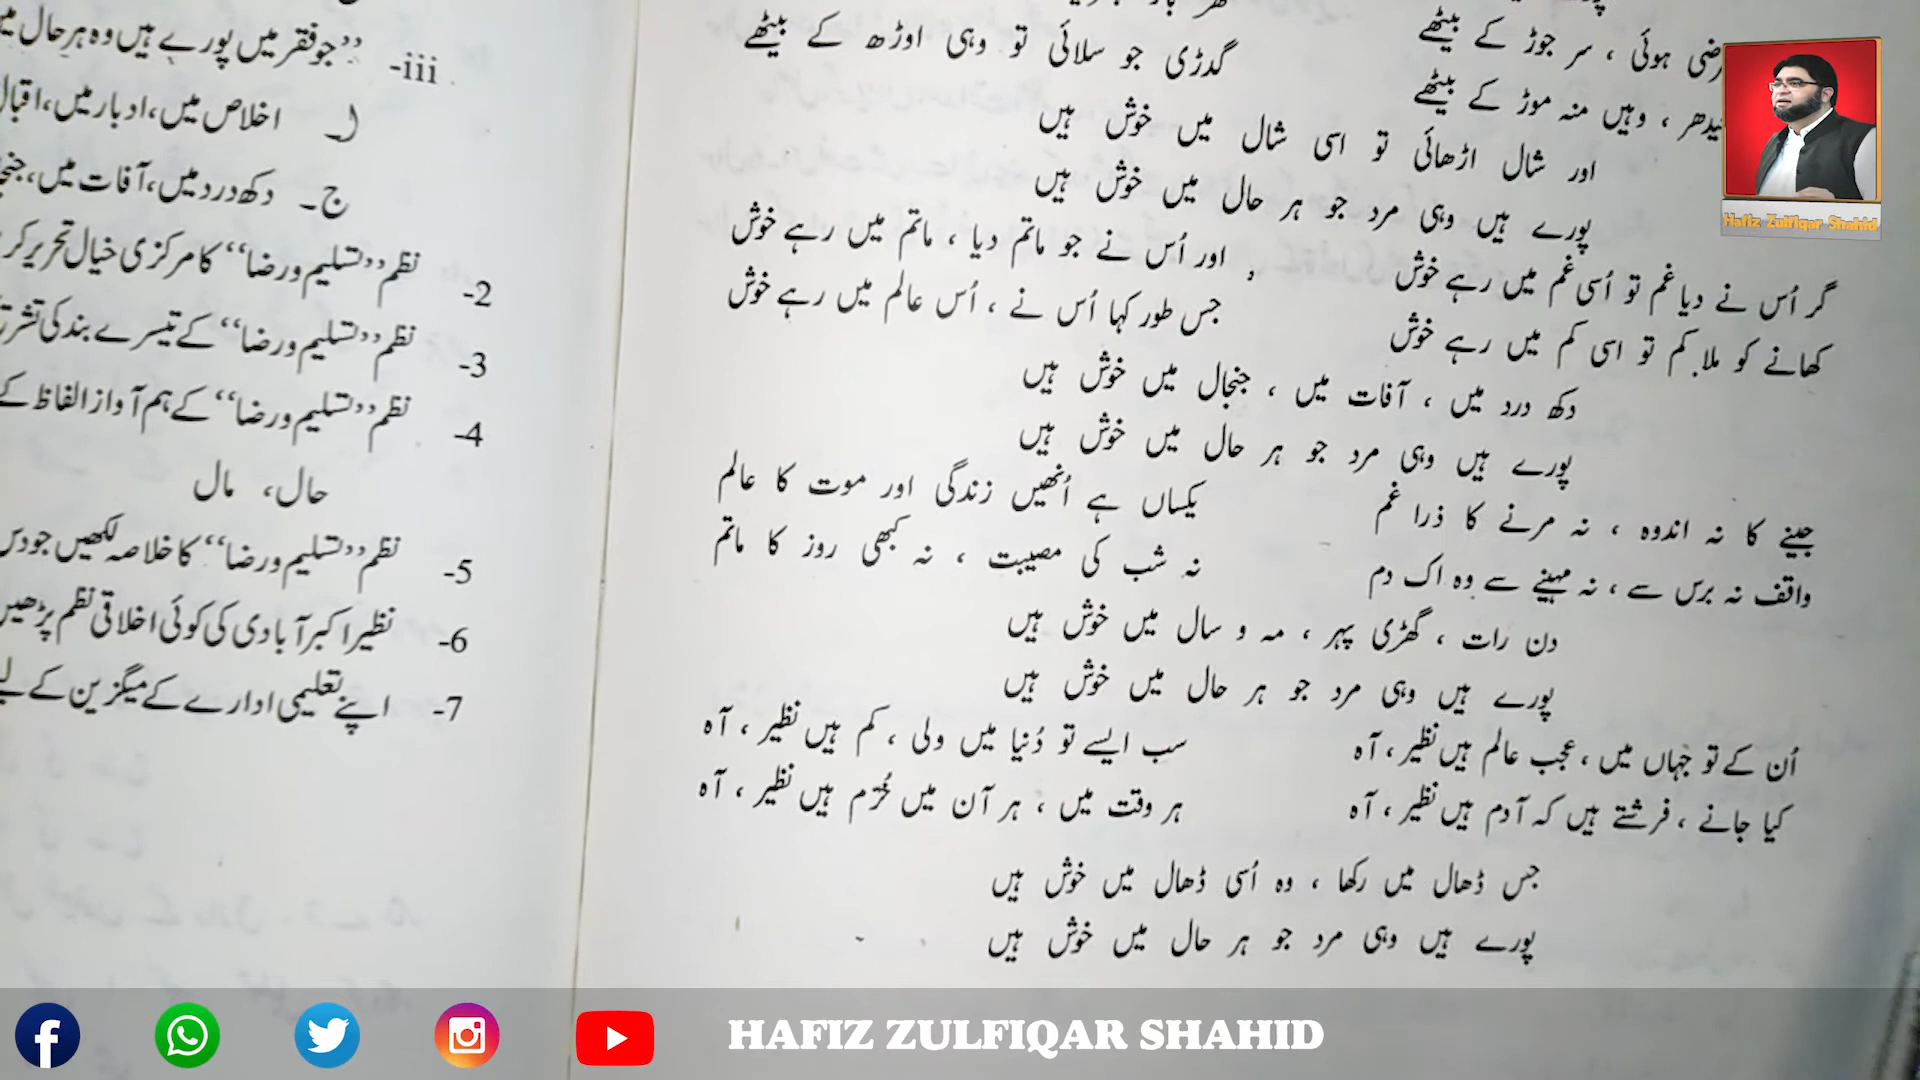 رضی ہوئی ، سر جوڑ کے بیٹھے
گدڑی جو سلائی تو وہی اوڑھ کے بیٹھے
، وہیں منہ موڑ کے بیٹھے
اور شال اڑھائی تو اسی شال میں خوش ہیں
پورے ہیں وہی مرد جو ہر حال میں خوش ہیں
گر اُس نے دیا غم تو اُسی غم میں رہے خوش
اور اُس نے جو ماتم دیا ، ماتم میں رہے خوش
کھانے کو ملا کم تو اسی کم میں رہے خوش
جس طور کہا اُس نے ، اُس عالم میں رہے خوش
دکھ درد میں ، آفات میں ، جنجال میں خوش ہیں
پورے ہیں وہی مرد جو ہر حال میں خوش ہیں
جینے کا نہ اندوہ ، نہ مرنے کا ذرا غم
یکساں ہے اُنھیں زندگی اور موت کا عالم
واقف نہ برس سے ، نہ مہینے سے وہ اک دم
نہ شب کی مصیبت ، نہ کبھی روز کا ماتم
دن رات ، گھڑی پہر ، مہ و سال میں خوش ہیں
پورے ہیں وہی مرد جو ہر حال میں خوش ہیں
اُن کے تو جہاں میں ، عجب عالم ہیں نظیر ، آہ
سب ایسے تو دُنیا میں ولی ، کم ہیں نظیر ، آہ
کیا جانے ، فرشتے ہیں کہ آدم ہیں نظیر ، آہ
ہر وقت میں ، ہر آن میں خُرّم ہیں نظیر ، آہ
جس ڈھال میں رکھا ، وہ اُسی ڈھال میں خوش ہیں
پورے ہیں وہی مرد جو ہر حال میں خوش ہیں
iii- ’’جو فقر میں پورے ہیں وہ ہر حال میں
ل۔ اخلاص میں، ادبار میں، اقبال
ج۔ دکھ درد میں، آفات میں، جنجا
2- نظم ’’تسلیم و رضا‘‘ کا مرکزی خیال تحریر کر
3- نظم ’’تسلیم و رضا‘‘ کے تیسرے بند کی تشر
4- نظم ’’تسلیم و رضا‘‘ کے ہم آواز الفاظ کے
حال، مال
5- نظم ’’تسلیم و رضا‘‘ کا خلاصہ لکھیں جو دس
6- نظیر اکبر آبادی کی کوئی اخلاقی نظم پڑھیں
7- اپنے تعلیمی ادارے کے میگزین کے لیے
Hafiz Zulfiqar Shahid
HAFIZ ZULFIQAR SHAHID